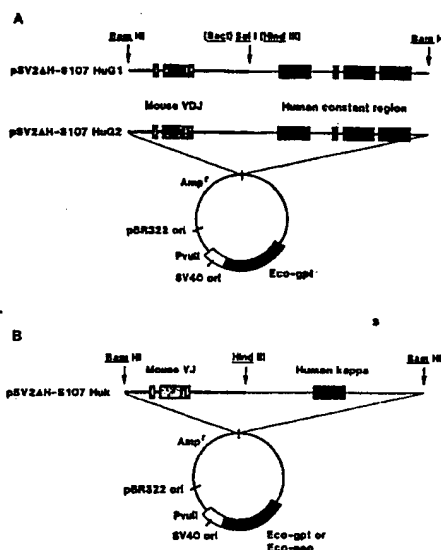 A
Bam HI (SacI) Sal I (Hind III) Bam H
pSV2ΔH-S107 HuG1
Mouse VDJ Human constant region
pSV2ΔH-S107 HuG2
Amp r
pBR322 ori
PvuII
SV40 ori
Eco-gpt
s
B
Bam HI Hind III Bam HI
Mouse VJ Human kappa
pSV2ΔH-S107 Huk
Amp r
pBR322 ori
PvuII
SV40 ori
Eco-gpt or